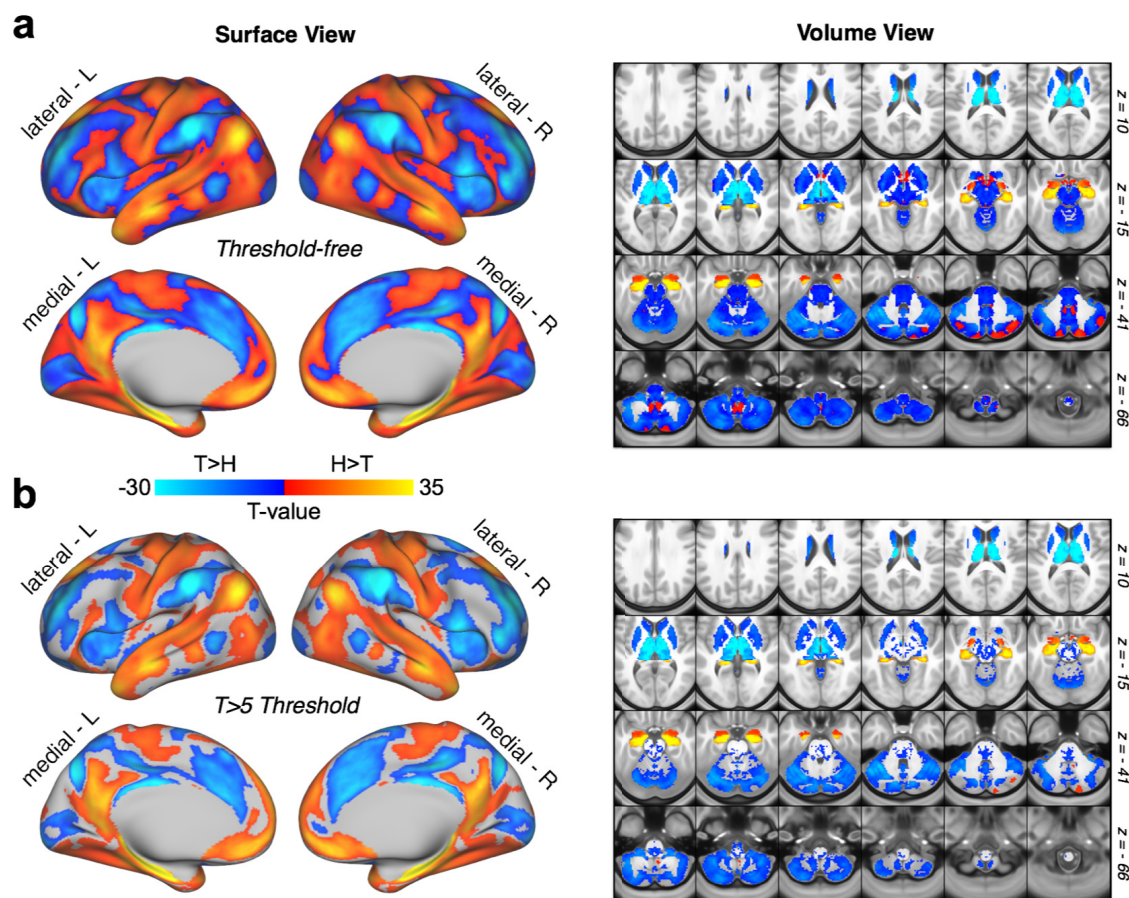 a
Surface View
Volume View
lateral - L
lateral - R
Threshold-free
medial - L
medial - R
z = 10
z = - 15
z = - 41
z = - 66
b
T>H
H>T
-30
35
T-value
lateral - L
lateral - R
T>5 Threshold
medial - L
medial - R
z = 10
z = - 15
z = - 41
z = - 66